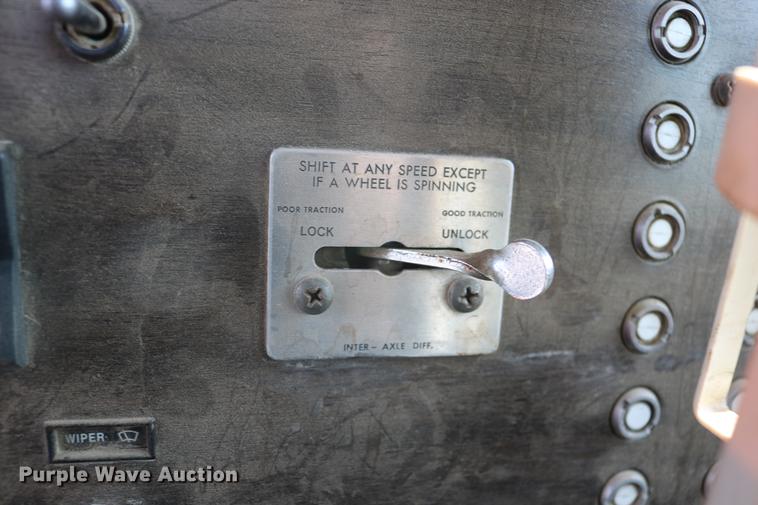 SHIFT AT ANY SPEED EXCEPT
IF A WHEEL IS SPINNING
POOR TRACTION GOOD TRACTION
LOCK UNLOCK
INTER-AXLE DIFF.
WIPER
Purple Wave Auction